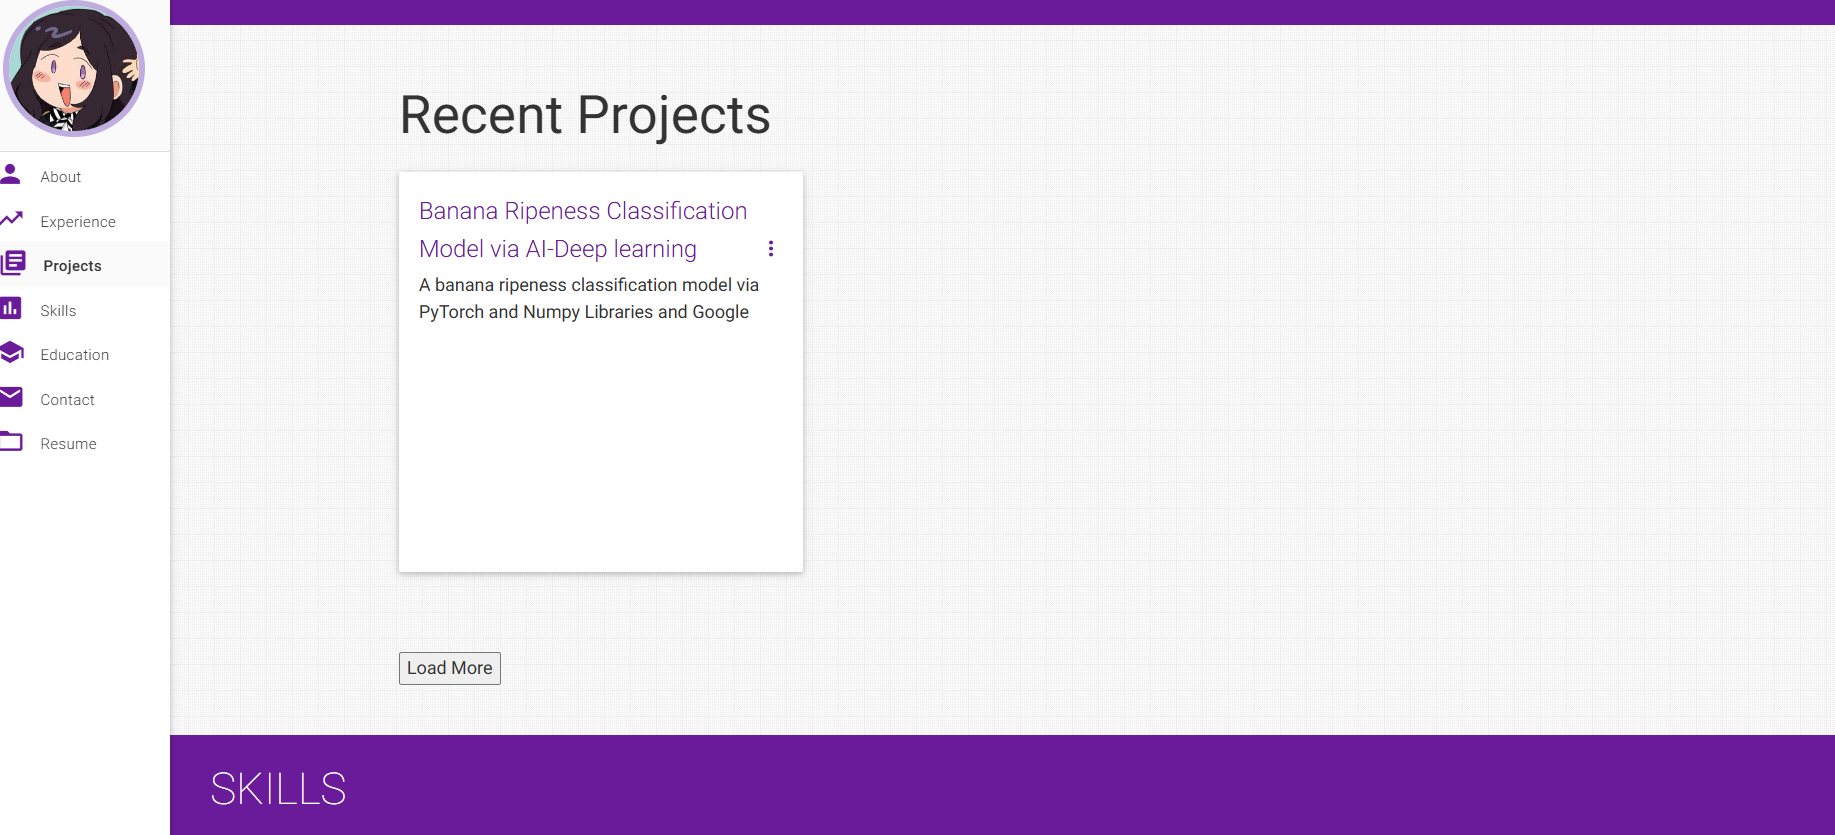 About
Experience
Projects
Skills
Education
Contact
Resume
Recent Projects
Banana Ripeness Classification
Model via AI-Deep learning
A banana ripeness classification model via
PyTorch and Numpy Libraries and Google
Load More
SKILLS